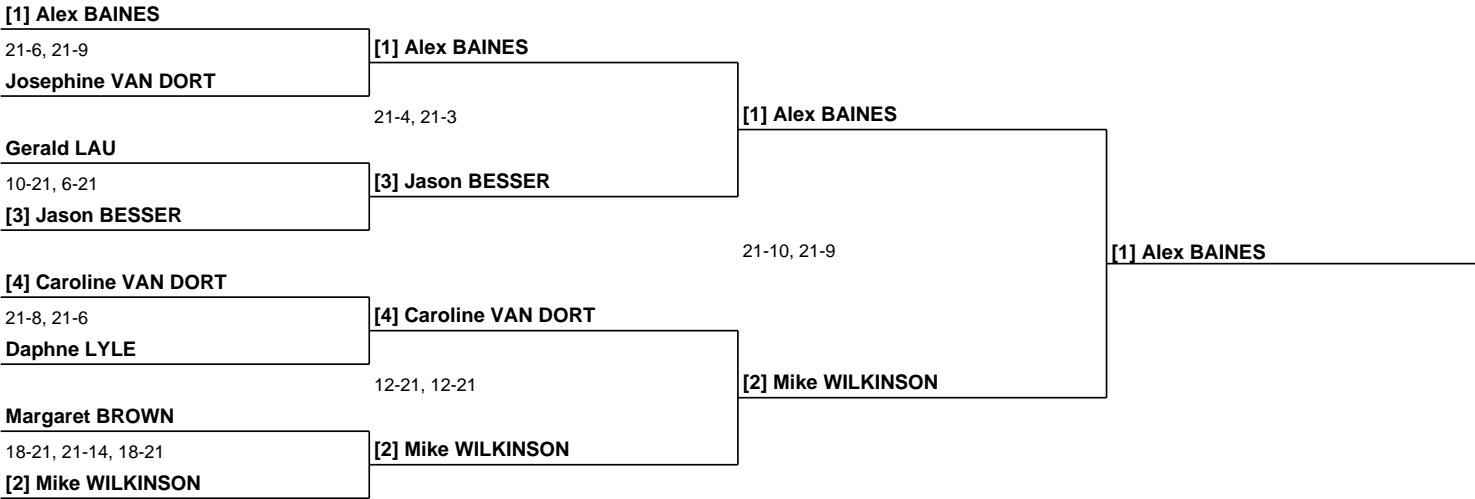 [1] Alex BAINES
21-6, 21-9
Josephine VAN DORT
Gerald LAU
10-21, 6-21
[3] Jason BESSER
[4] Caroline VAN DORT
21-8, 21-6
Daphne LYLE
Margaret BROWN
18-21, 21-14, 18-21
[2] Mike WILKINSON
[1] Alex BAINES
21-4, 21-3
[3] Jason BESSER
[4] Caroline VAN DORT
12-21, 12-21
[2] Mike WILKINSON
[1] Alex BAINES
21-10, 21-9
[2] Mike WILKINSON
[1] Alex BAINES